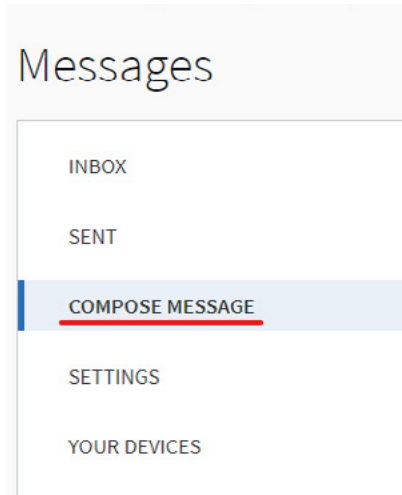 Messages
INBOX
SENT
COMPOSE MESSAGE
SETTINGS
YOUR DEVICES